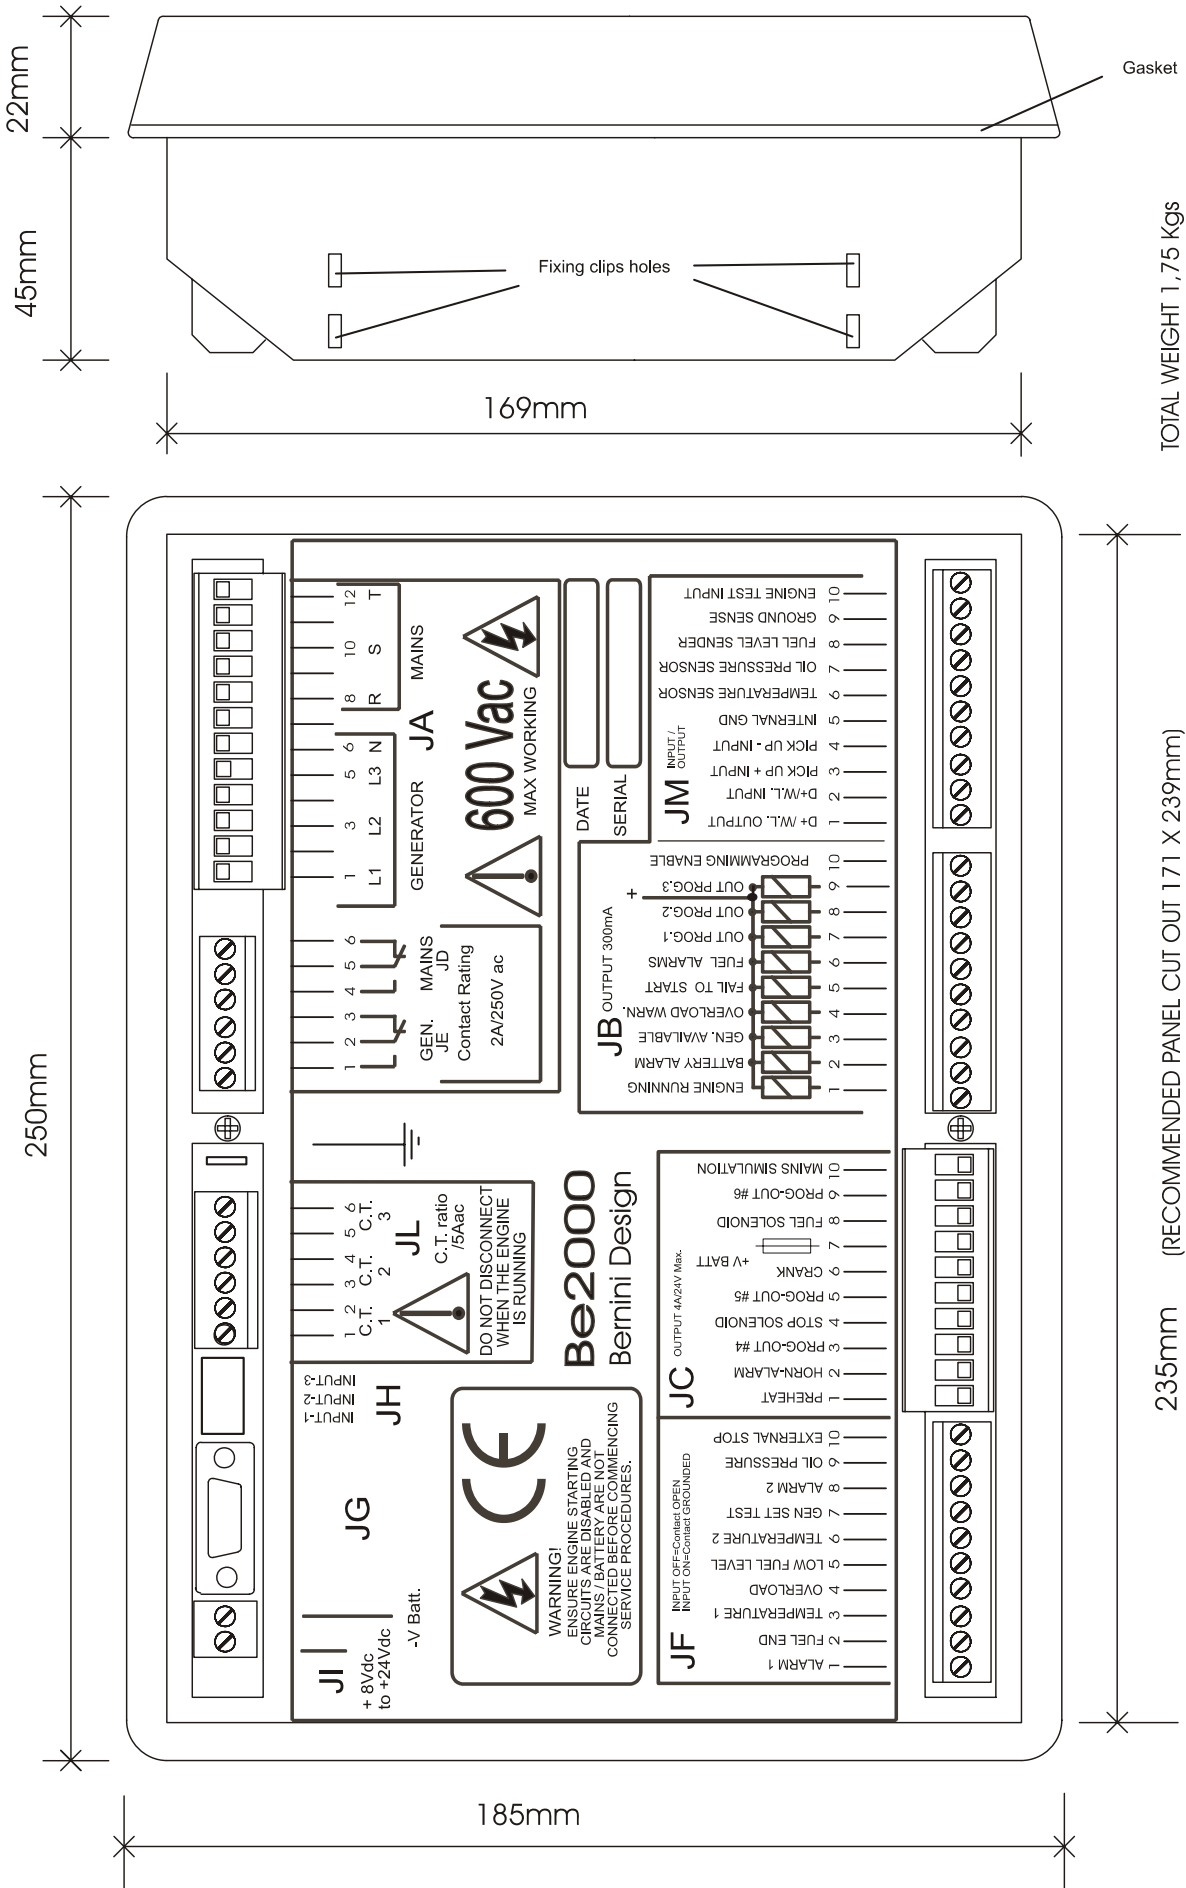 22mm
45mm
Gasket
Fixing clips holes
169mm
TOTAL WEIGHT 1,75 Kgs
250mm
185mm
235mm
(RECOMMENDED PANEL CUT OUT 171 X 239mm)
JI
+ 8Vdc
to +24Vdc
-V Batt.
JG
JH
INPUT-1
INPUT-2
INPUT-3
1 2 3 4 5 6
C.T. C.T. C.T.
1 2 3
JL
C.T. ratio
/5Aac
DO NOT DISCONNECT
WHEN THE ENGINE
IS RUNNING
1 2 3 4 5 6
GEN. MAINS
JE JD
Contact Rating
2A/250V ac
1 3 5 6 8 10 12
L1 L2 L3 N R S T
GENERATOR
MAINS
JA
600 Vac
MAX WORKING
DATE
SERIAL
CE
WARNING!
ENSURE ENGINE STARTING
CIRCUITS ARE DISABLED AND
MAINS / BATTERY ARE NOT
CONNECTED BEFORE COMMENCING
SERVICE PROCEDURES.
Be2000
Bernini Design
JF
INPUT OFF=Contact OPEN
INPUT ON=Contact GROUNDED
1 ALARM 1
2 FUEL END
3 TEMPERATURE 1
4 OVERLOAD
5 LOW FUEL LEVEL
6 TEMPERATURE 2
7 GEN SET TEST
8 ALARM 2
9 OIL PRESSURE
10 EXTERNAL STOP
JC
OUTPUT 4A/24V Max.
1 PREHEAT
2 HORN-ALARM
3 PROG-OUT #4
4 STOP SOLENOID
5 PROG-OUT #5
6 CRANK
7 +V BATT
8 FUEL SOLENOID
9 PROG-OUT #6
10 MAINS SIMULATION
JB OUTPUT 300mA
+
1 ENGINE RUNNING
2 BATTERY ALARM
3 GEN. AVAILABLE
4 OVERLOAD WARN.
5 FAIL TO START
6 FUEL ALARMS
7 OUT PROG.1
8 OUT PROG.2
9 OUT PROG.3
10 PROGRAMMING ENABLE
JM
INPUT /
OUTPUT
1 D+ /W.L. OUTPUT
2 D+/W.L. INPUT
3 PICK UP + INPUT
4 PICK UP - INPUT
5 INTERNAL GND
6 TEMPERATURE SENSOR
7 OIL PRESSURE SENSOR
8 FUEL LEVEL SENDER
9 GROUND SENSE
10 ENGINE TEST INPUT